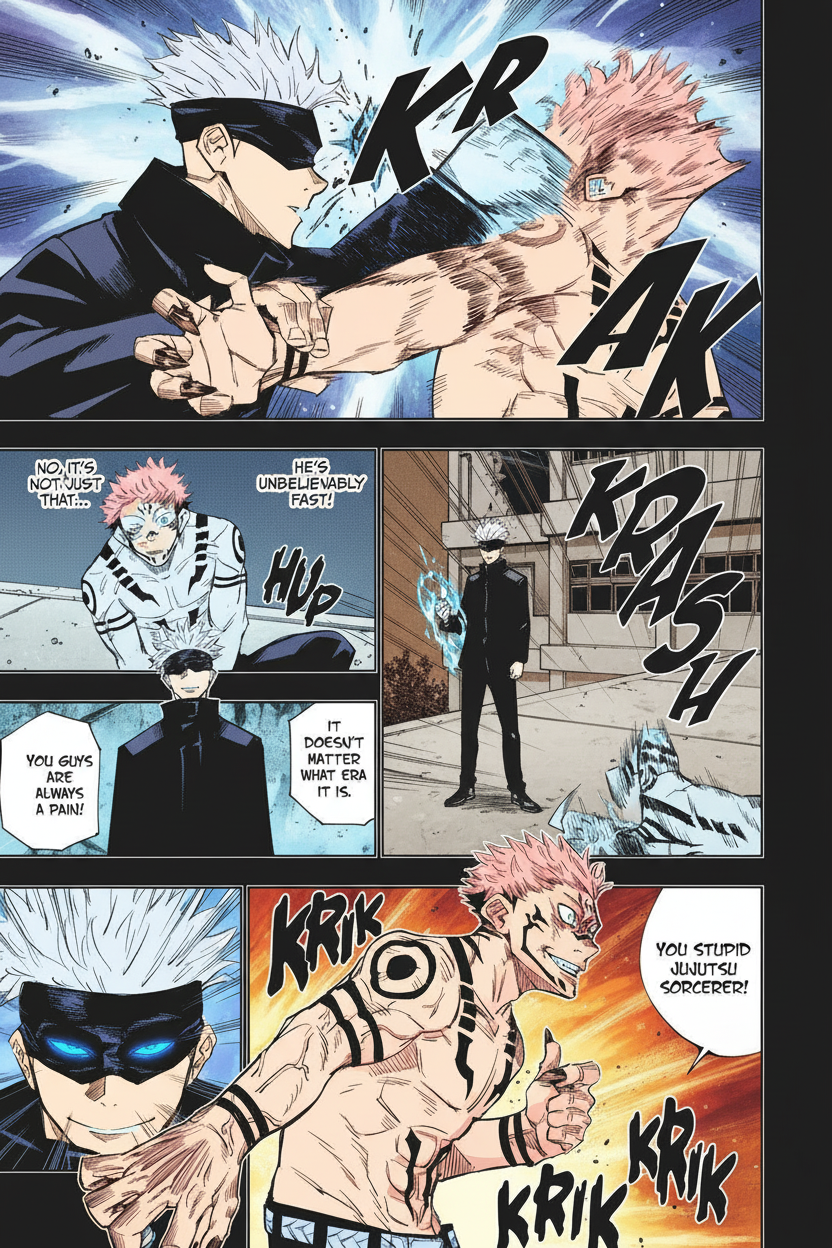 KR
AK
KRASH
HE'S
UNBELIEVABLY
FAST!
NO, IT'S
NOT JUST
THAT...
HUP
IT
DOESN'T
MATTER
WHAT ERA
IT IS.
YOU GUYS
ARE
ALWAYS
A PAIN!
YOU STUPID
JUJUTSU
SORCERER!
KRIK
KRIK
KRIK